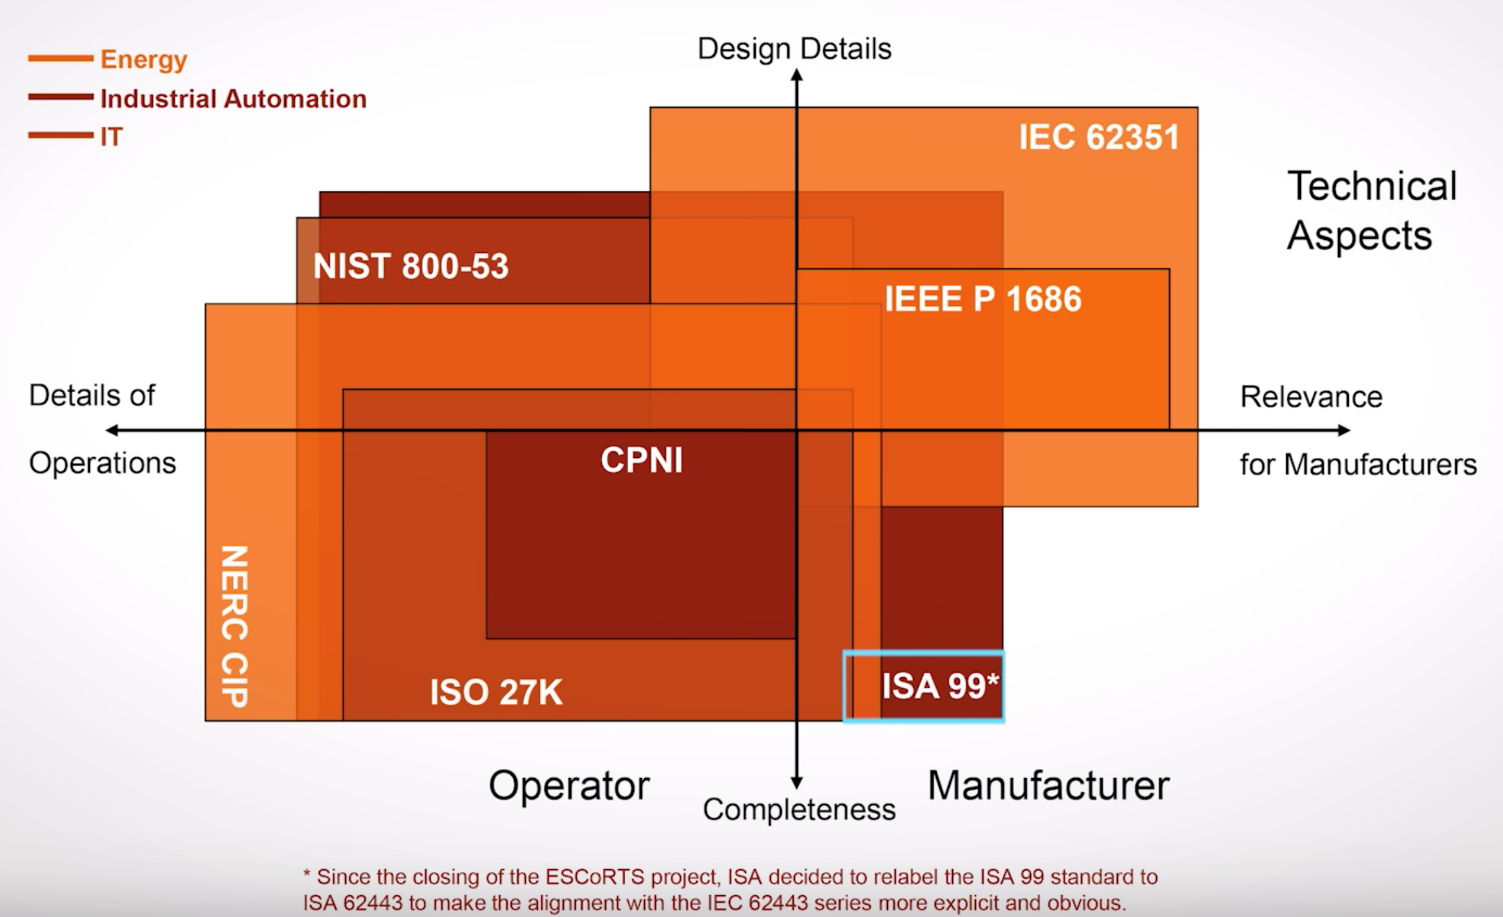 Energy
Industrial Automation
IT
Design Details
IEC 62351
Technical
Aspects
NIST 800-53
IEEE P 1686
Details of
Operations
Relevance
for Manufacturers
CPNI
NERC CIP
ISO 27K
ISA 99*
Operator
Manufacturer
Completeness
* Since the closing of the ESCoRTS project, ISA decided to relabel the ISA 99 standard to
ISA 62443 to make the alignment with the IEC 62443 series more explicit and obvious.